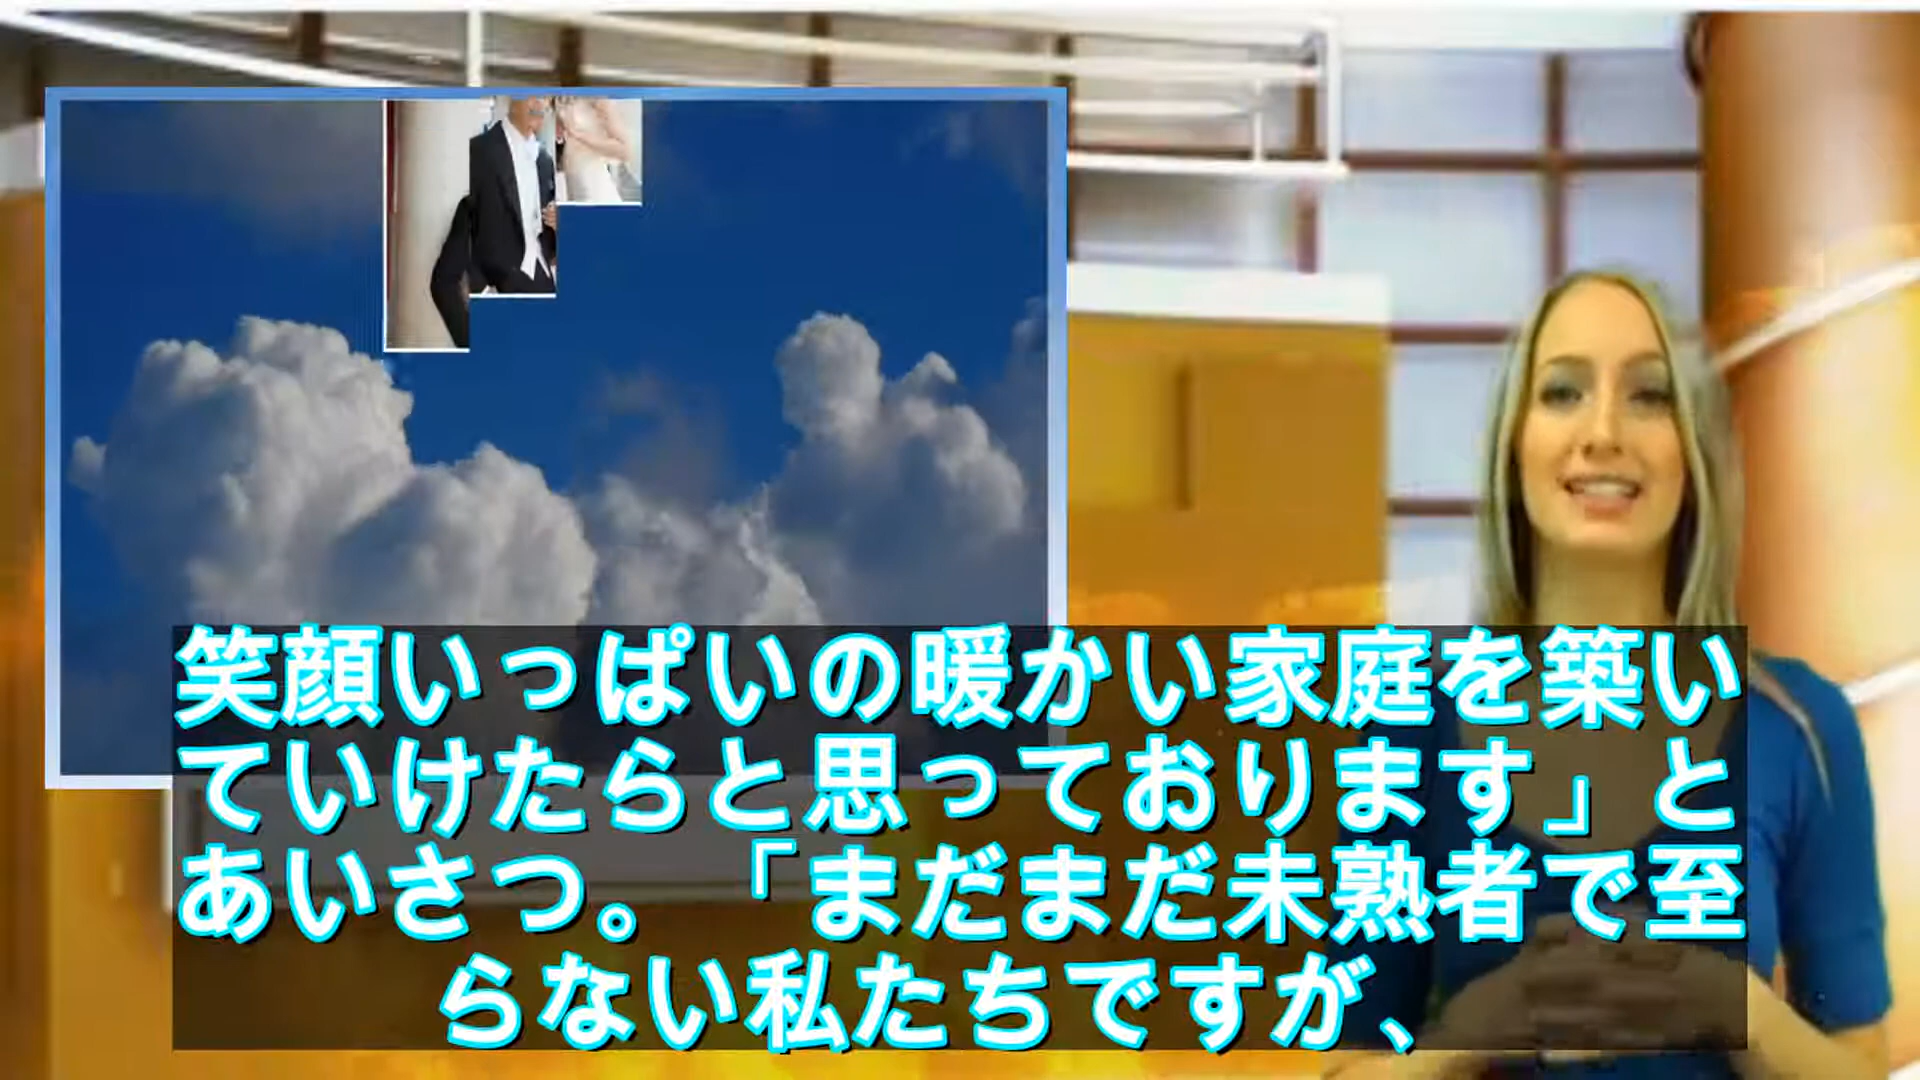 笑顔いっぱいの暖かい家庭を築い
ていけたらと思っております」と
あいさつ。「まだまだ未熟者で至
らない私たちですが、